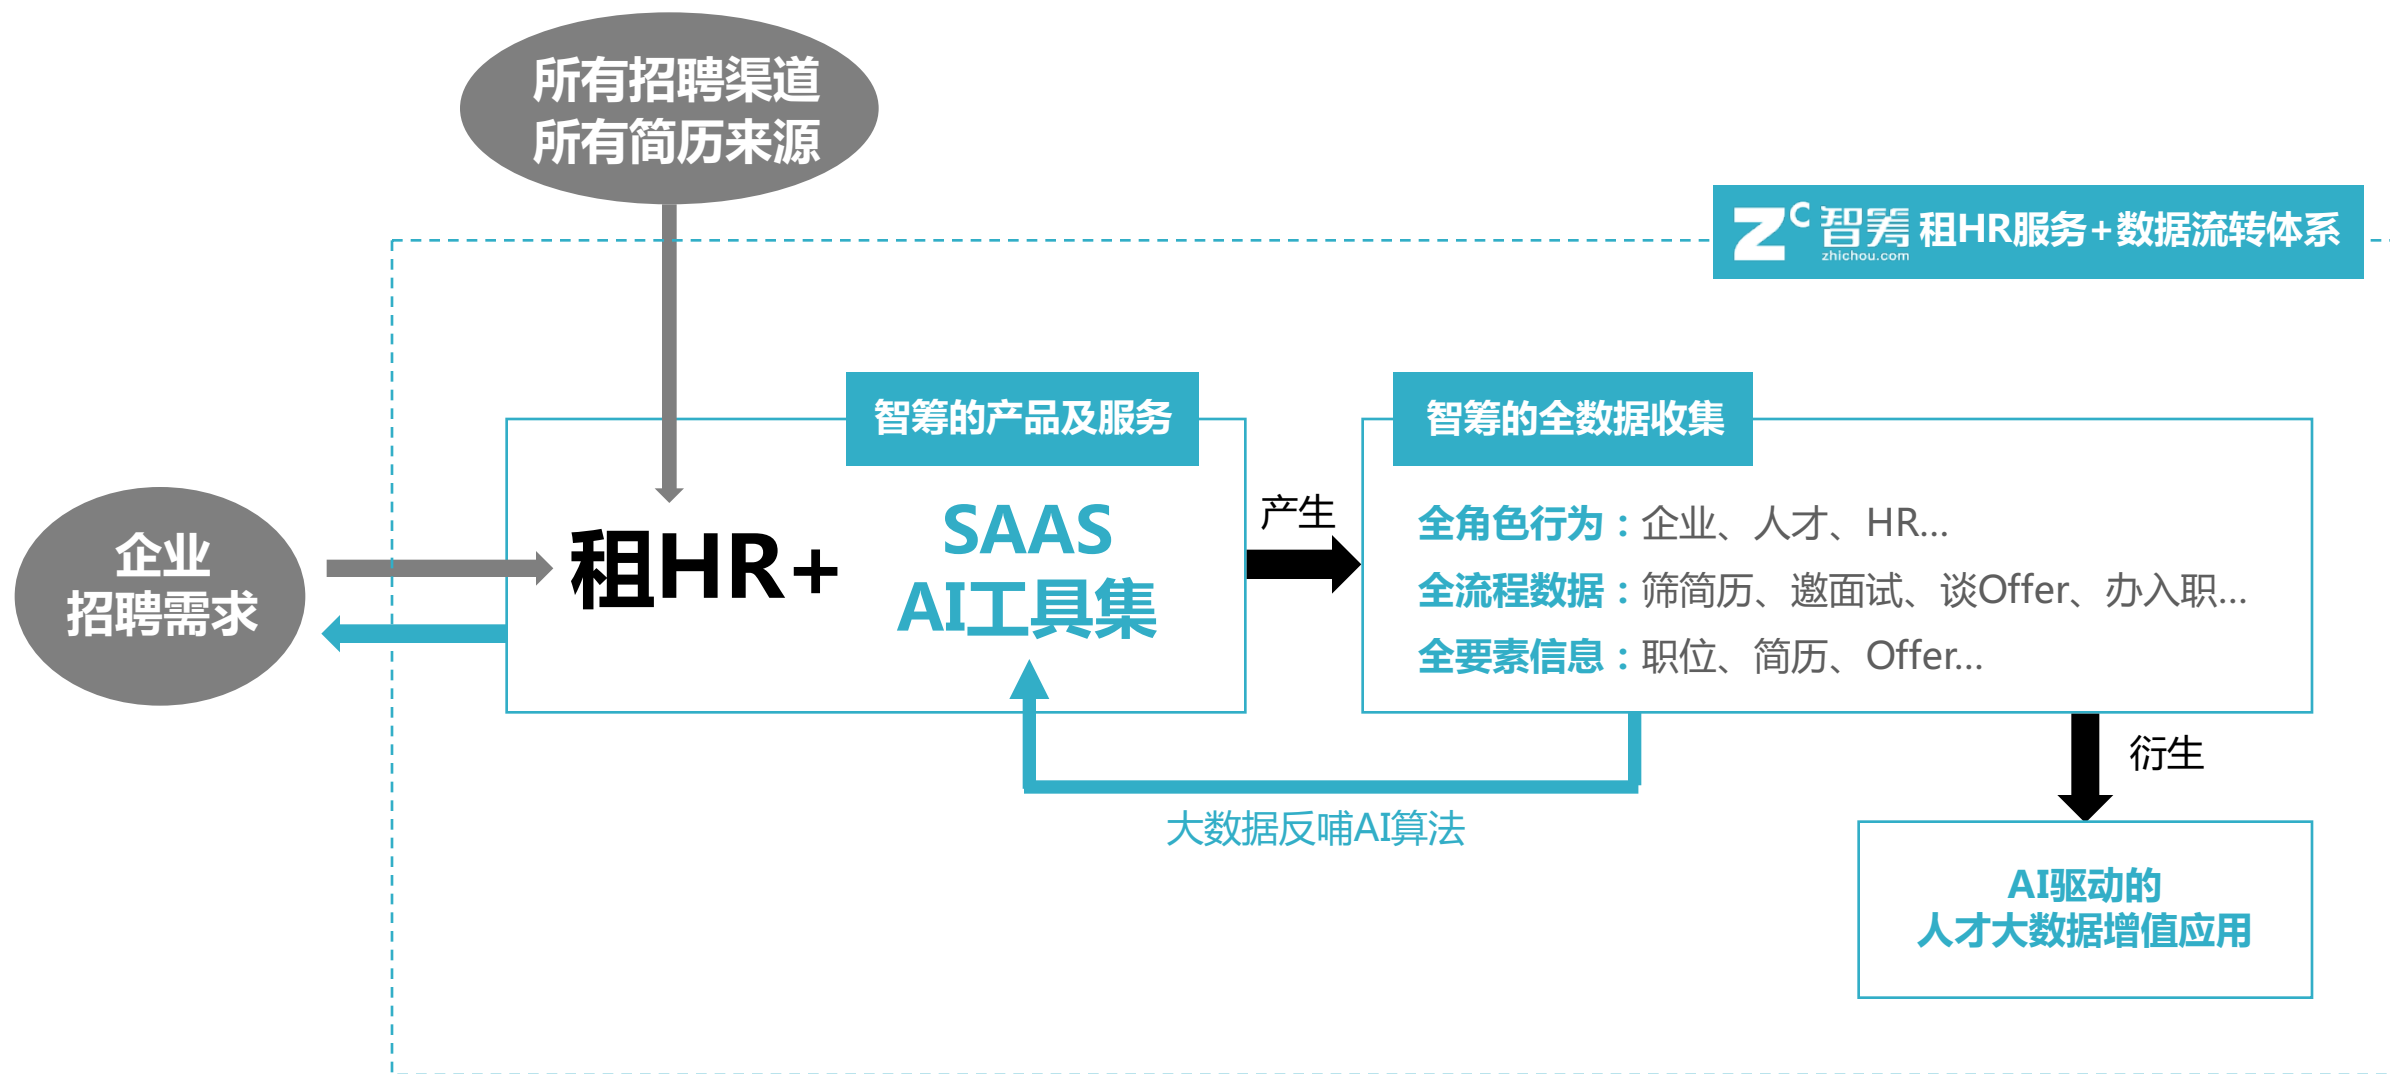 所有招聘渠道
所有简历来源
ZC 智筹 租HR服务+数据流转体系
zhichou.com
智筹的产品及服务
智筹的全数据收集
企业
招聘需求
租HR+
SAAS
AI工具集
产生
全角色行为：企业、人才、HR...
全流程数据：筛简历、邀面试、谈Offer、办入职...
全要素信息：职位、简历、Offer...
衍生
大数据反哺AI算法
AI驱动的
人才大数据增值应用